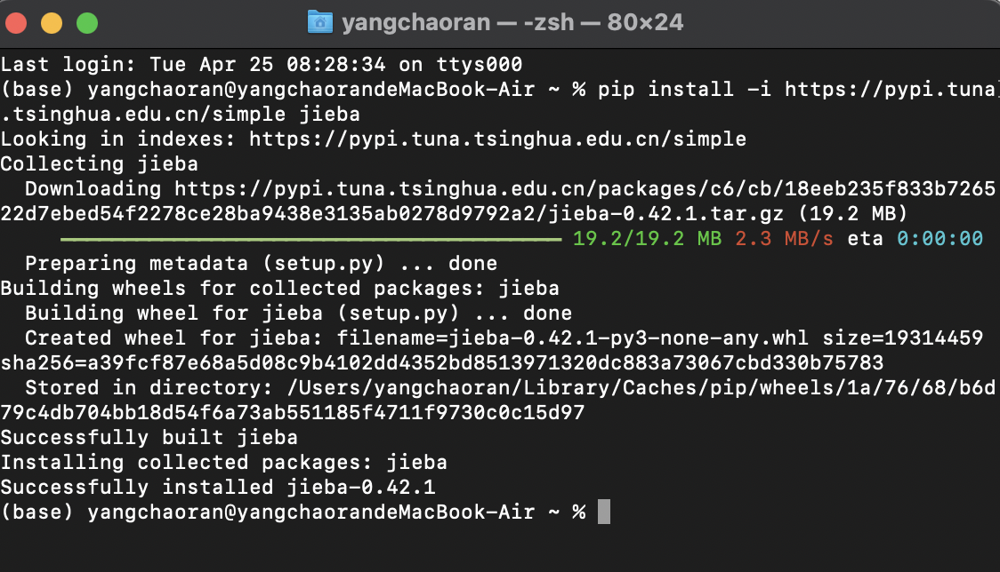 yangchaoran — -zsh — 80×24
Last login: Tue Apr 25 08:28:34 on ttys000
(base) yangchaoran@yangchaorandeMacBook-Air ~ % pip install -i https://pypi.tuna
.tsinghua.edu.cn/simple jieba
Looking in indexes: https://pypi.tuna.tsinghua.edu.cn/simple
Collecting jieba
  Downloading https://pypi.tuna.tsinghua.edu.cn/packages/c6/cb/18eeb235f833b7265
22d7ebed54f2278ce28ba9438e3135ab0278d9792a2/jieba-0.42.1.tar.gz (19.2 MB)
19.2/19.2 MB 2.3 MB/s eta 0:00:00
  Preparing metadata (setup.py) ... done
Building wheels for collected packages: jieba
  Building wheel for jieba (setup.py) ... done
  Created wheel for jieba: filename=jieba-0.42.1-py3-none-any.whl size=19314459
sha256=a39fcf87e68a5d08c9b4102dd4352bd8513971320dc883a73067cbd330b75783
  Stored in directory: /Users/yangchaoran/Library/Caches/pip/wheels/1a/76/68/b6d
79c4db704bb18d54f6a73ab551185f4711f9730c0c15d97
Successfully built jieba
Installing collected packages: jieba
Successfully installed jieba-0.42.1
(base) yangchaoran@yangchaorandeMacBook-Air ~ %